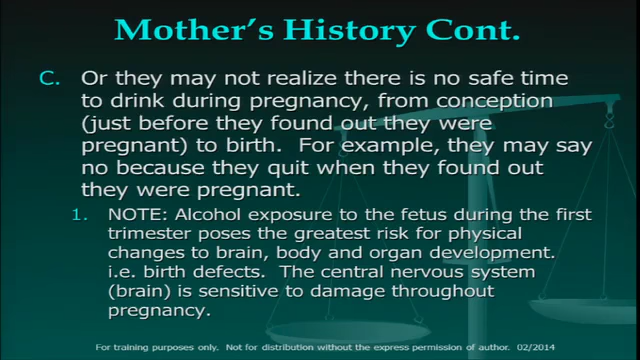 Mother's History Cont.
C. Or they may not realize there is no safe time
to drink during pregnancy, from conception
(just before they found out they were
pregnant) to birth. For example, they may say
no because they quit when they found out
they were pregnant.
1. NOTE: Alcohol exposure to the fetus during the first
trimester poses the greatest risk for physical
changes to brain, body and organ development.
i.e. birth defects. The central nervous system
(brain) is sensitive to damage throughout
pregnancy.
For training purposes only. Not for distribution without the express permission of author. 02/2014